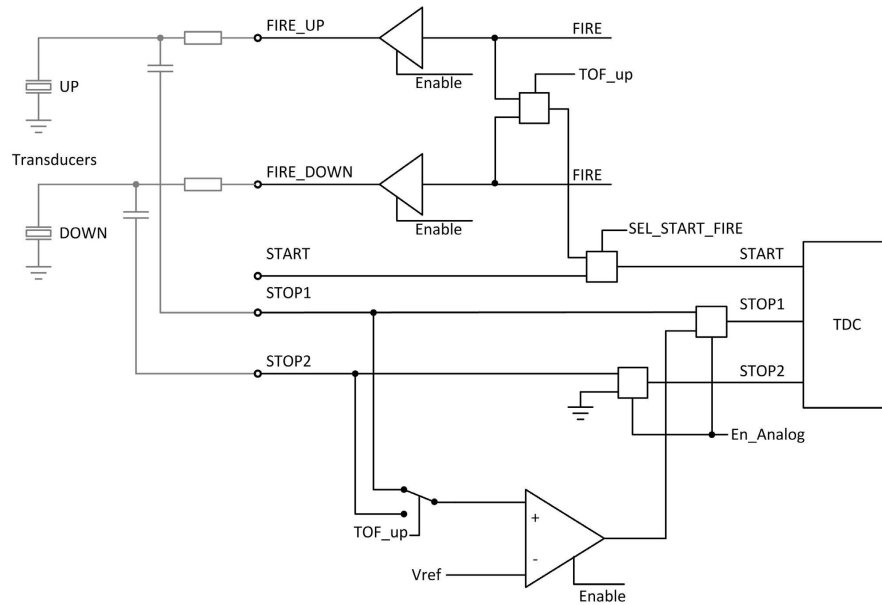 FIRE_UP
FIRE
Enable
TOF_up
UP
Transducers
FIRE_DOWN
FIRE
Enable
DOWN
SEL_START_FIRE
START
START
STOP1
STOP1
TDC
STOP2
STOP2
En_Analog
TOF_up
+
-
Vref
Enable